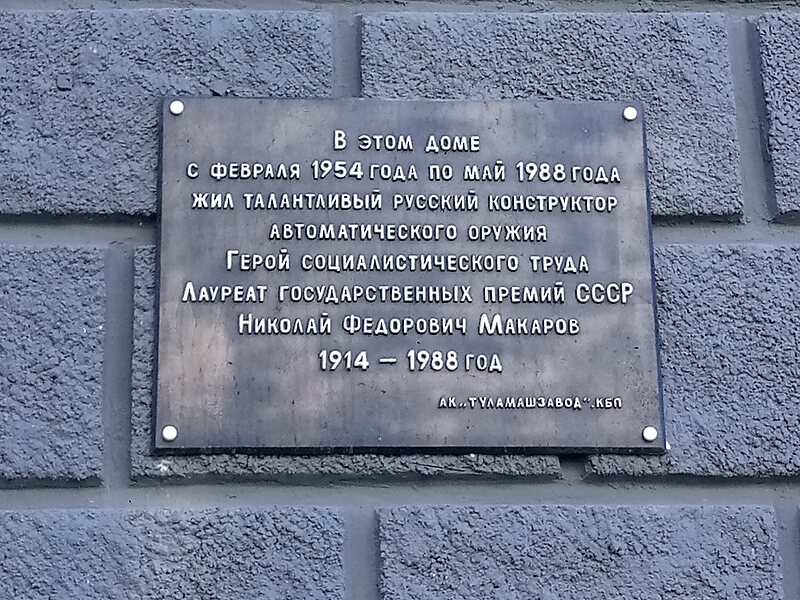 В ЭТОМ ДОМЕ
С ФЕВРАЛЯ 1954 ГОДА ПО МАЙ 1988 ГОДА
ЖИЛ ТАЛАНТЛИВЫЙ РУССКИЙ КОНСТРУКТОР
АВТОМАТИЧЕСКОГО ОРУЖИЯ
ГЕРОЙ СОЦИАЛИСТИЧЕСКОГО ТРУДА
ЛАУРЕАТ ГОСУДАРСТВЕННЫХ ПРЕМИЙ СССР
НИКОЛАЙ ФЕДОРОВИЧ МАКАРОВ
1914 – 1988 ГОД
АК „ТУЛАМАШЗАВОД". КБП